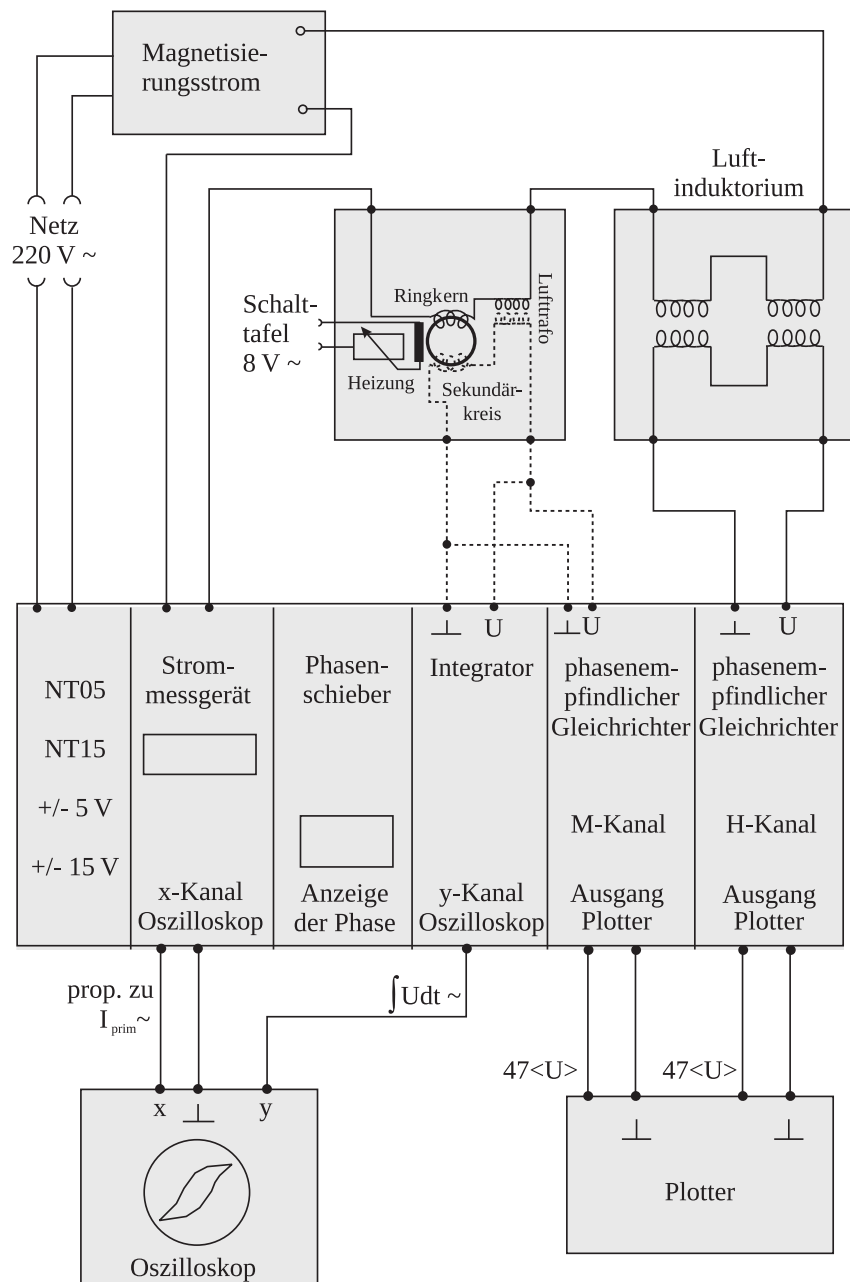 Magnetisie-
rungsstrom
Luft-
induktorium
Netz
220 V ~
Schalt-
tafel
8 V ~
Ringkern
Lufttrafo
Heizung
Sekundär-
kreis
NT05
NT15
+/- 5 V
+/- 15 V
Strom-
messgerät
x-Kanal
Oszilloskop
Phasen-
schieber
Anzeige
der Phase
⊥ U
Integrator
y-Kanal
Oszilloskop
⊥ U
phasenem-
pfindlicher
Gleichrichter
M-Kanal
Ausgang
Plotter
⊥ U
phasenem-
pfindlicher
Gleichrichter
H-Kanal
Ausgang
Plotter
prop. zu
I prim ~
∫Udt ~
47<U>
47<U>
x ⊥ y
Oszilloskop
⊥ ⊥
Plotter